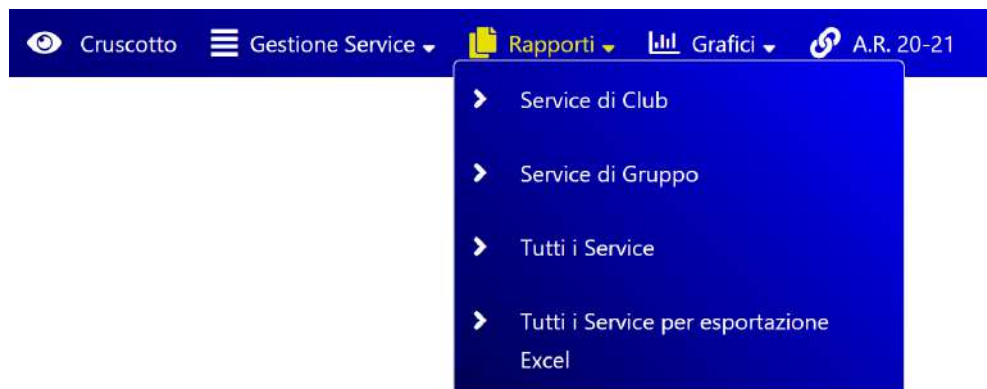 Cruscotto Gestione Service Rapporti Grafici A.R. 20-21
Service di Club
Service di Gruppo
Tutti i Service
Tutti i Service per esportazione
Excel